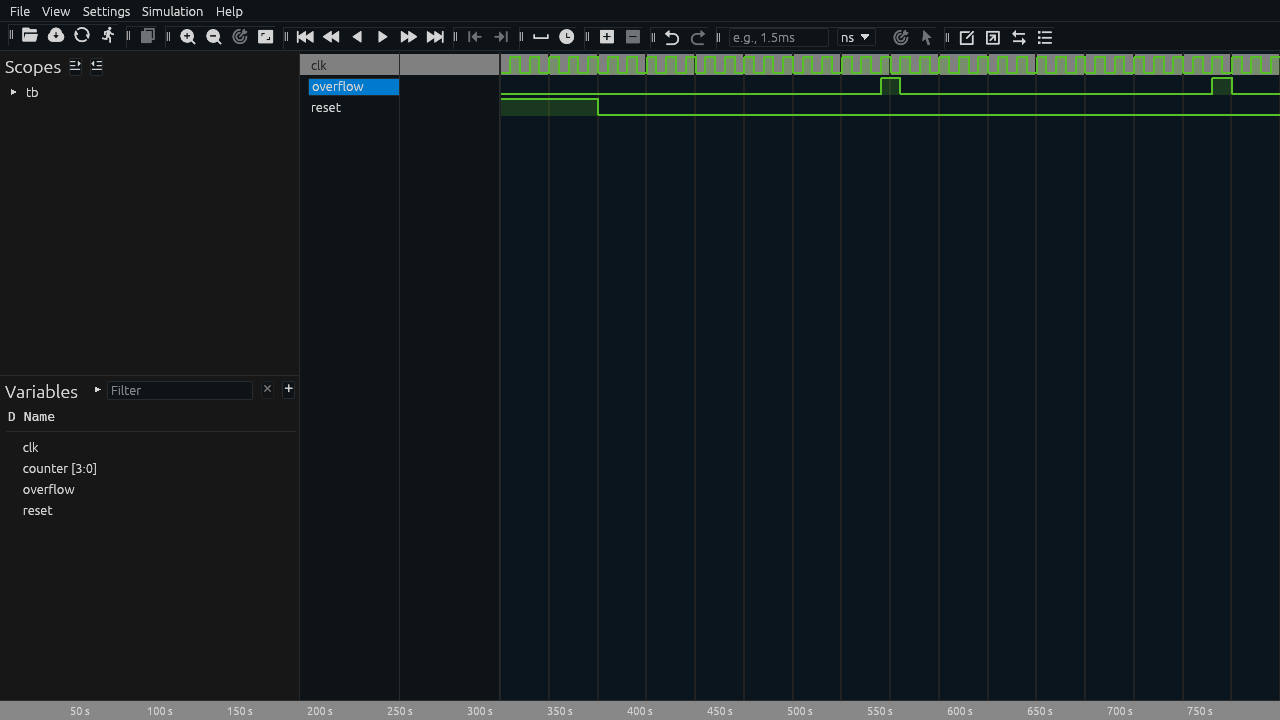 File View Settings Simulation Help
e.g., 1.5ms ns
Scopes
tb
clk
overflow
reset
Variables Filter
D Name
clk
counter [3:0]
overflow
reset
50 s 100 s 150 s 200 s 250 s 300 s 350 s 400 s 450 s 500 s 550 s 600 s 650 s 700 s 750 s